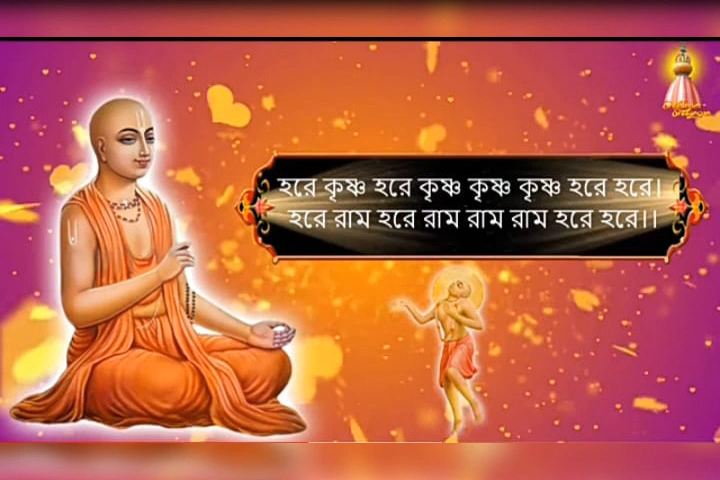 হরে কৃষ্ণ হরে কৃষ্ণ কৃষ্ণ কৃষ্ণ হরে হরে।
হরে রাম হরে রাম রাম রাম হরে হরে।।